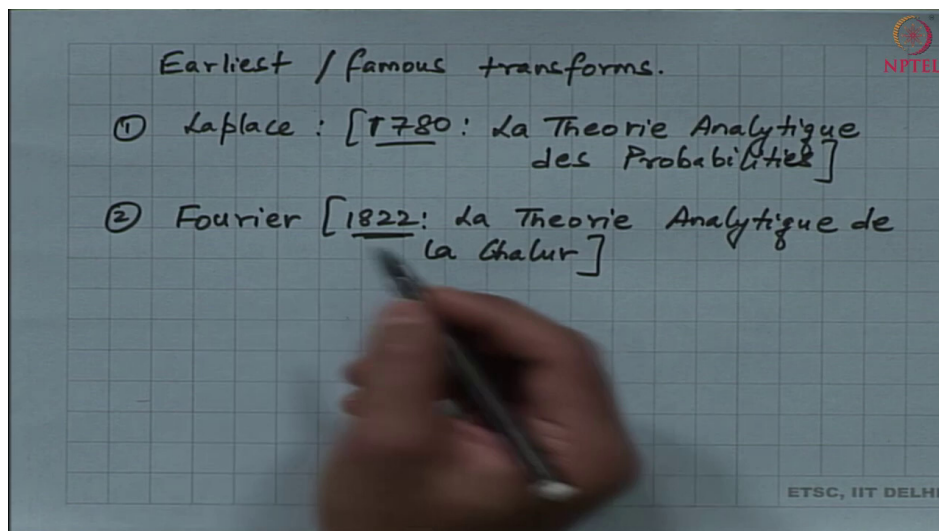 NPTEL
Earliest / famous transforms.
① Laplace : [1780 : La Theorie Analytique
des Probabilities]
② Fourier [1822 : La Theorie Analytique de
la Chalur]
ETSC, IIT DELHI